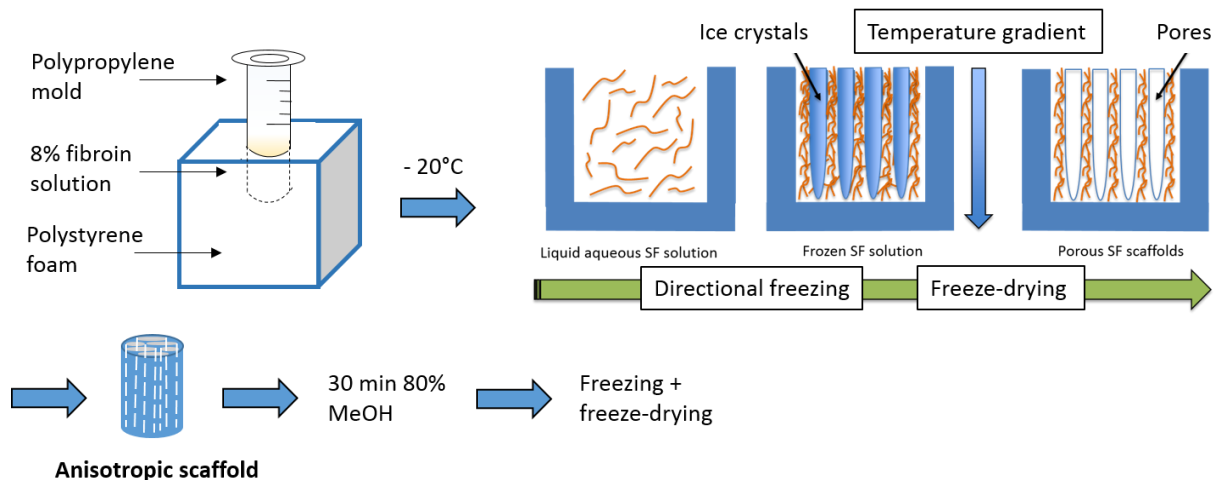 Polypropylene
mold
8% fibroin
solution
Polystyrene
foam
- 20°C
Ice crystals
Temperature gradient
Pores
Liquid aqueous SF solution
Frozen SF solution
Porous SF scaffolds
Directional freezing
Freeze-drying
Anisotropic scaffold
30 min 80%
MeOH
Freezing +
freeze-drying